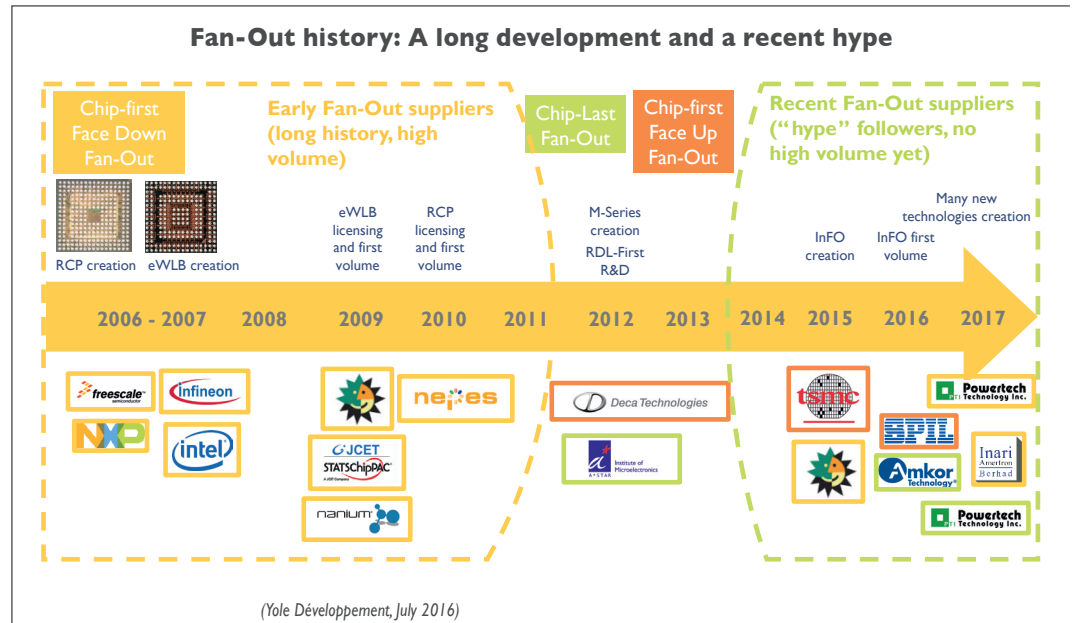 Fan-Out history: A long development and a recent hype
Chip-first
Face Down
Fan-Out
Early Fan-Out suppliers
(long history, high
volume)
Chip-Last
Fan-Out
Chip-first
Face Up
Fan-Out
Recent Fan-Out suppliers
("hype" followers, no
high volume yet)
RCP creation
eWLB creation
eWLB
licensing
and first
volume
RCP
licensing
and first
volume
M-Series
creation
RDL-First
R&D
InFO
creation
InFO first
volume
Many new
technologies creation
2006 - 2007
2008
2009
2010
2011
2012
2013
2014
2015
2016
2017
freescale™
semiconductor
NXP
infineon
intel
JCET
STATSChipPAC
nanium
nepes
Deca Technologies
A★STAR
Institute of
Microelectronics
tsmc
SPIL
Amkor
Technology®
Powertech
PTI Technology Inc.
Inari
Amertron
Berhad
Powertech
PTI Technology Inc.
(Yole Développement, July 2016)